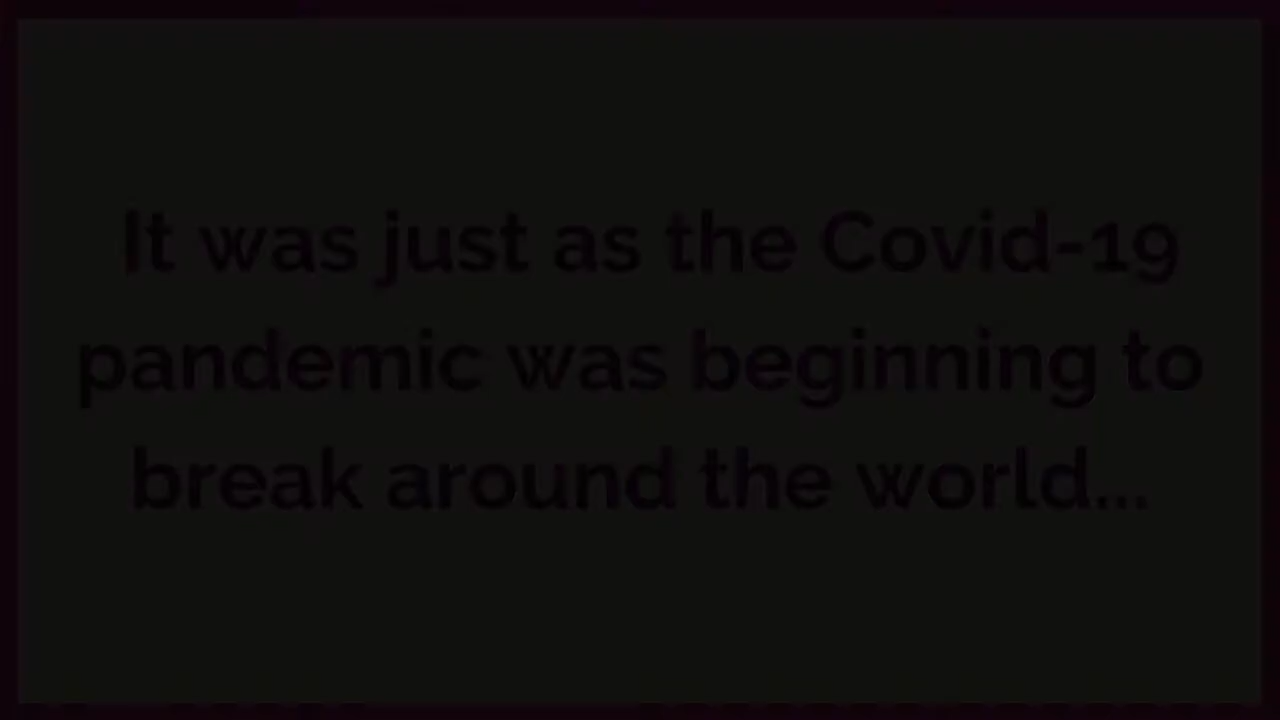 It was just as the Covid-19
pandemic was beginning to
break around the world...